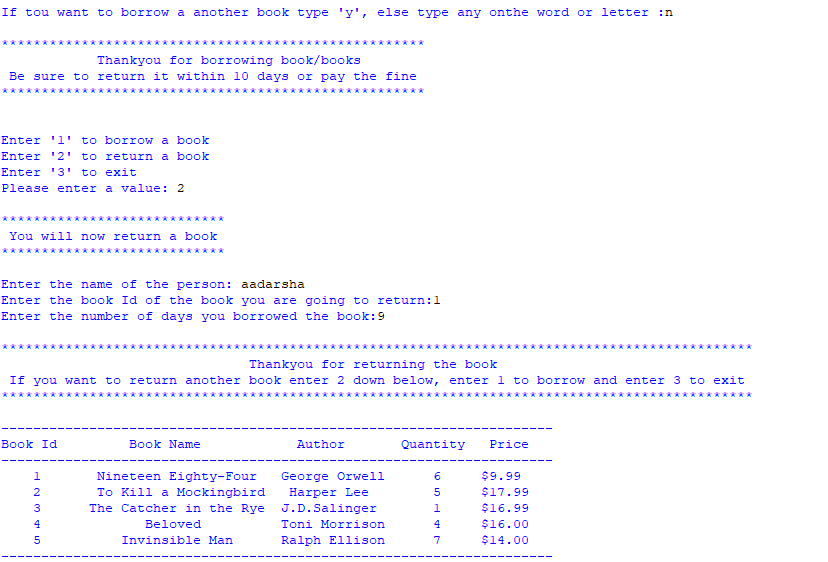 If tou want to borrow a another book type 'y', else type any onthe word or letter :n
*****************************************************
Thankyou for borrowing book/books
Be sure to return it within 10 days or pay the fine
*****************************************************
Enter '1' to borrow a book
Enter '2' to return a book
Enter '3' to exit
Please enter a value: 2
****************************
You will now return a book
****************************
Enter the name of the person: aadarsha
Enter the book Id of the book you are going to return:1
Enter the number of days you borrowed the book:9
**********************************************************************************************
Thankyou for returning the book
If you want to return another book enter 2 down below, enter 1 to borrow and enter 3 to exit
**********************************************************************************************
---------------------------------------------------------------------
Book Id Book Name Author Quantity Price
---------------------------------------------------------------------
1 Nineteen Eighty-Four George Orwell 6 $9.99
2 To Kill a Mockingbird Harper Lee 5 $17.99
3 The Catcher in the Rye J.D.Salinger 1 $16.99
4 Beloved Toni Morrison 4 $16.00
5 Invinsible Man Ralph Ellison 7 $14.00
---------------------------------------------------------------------